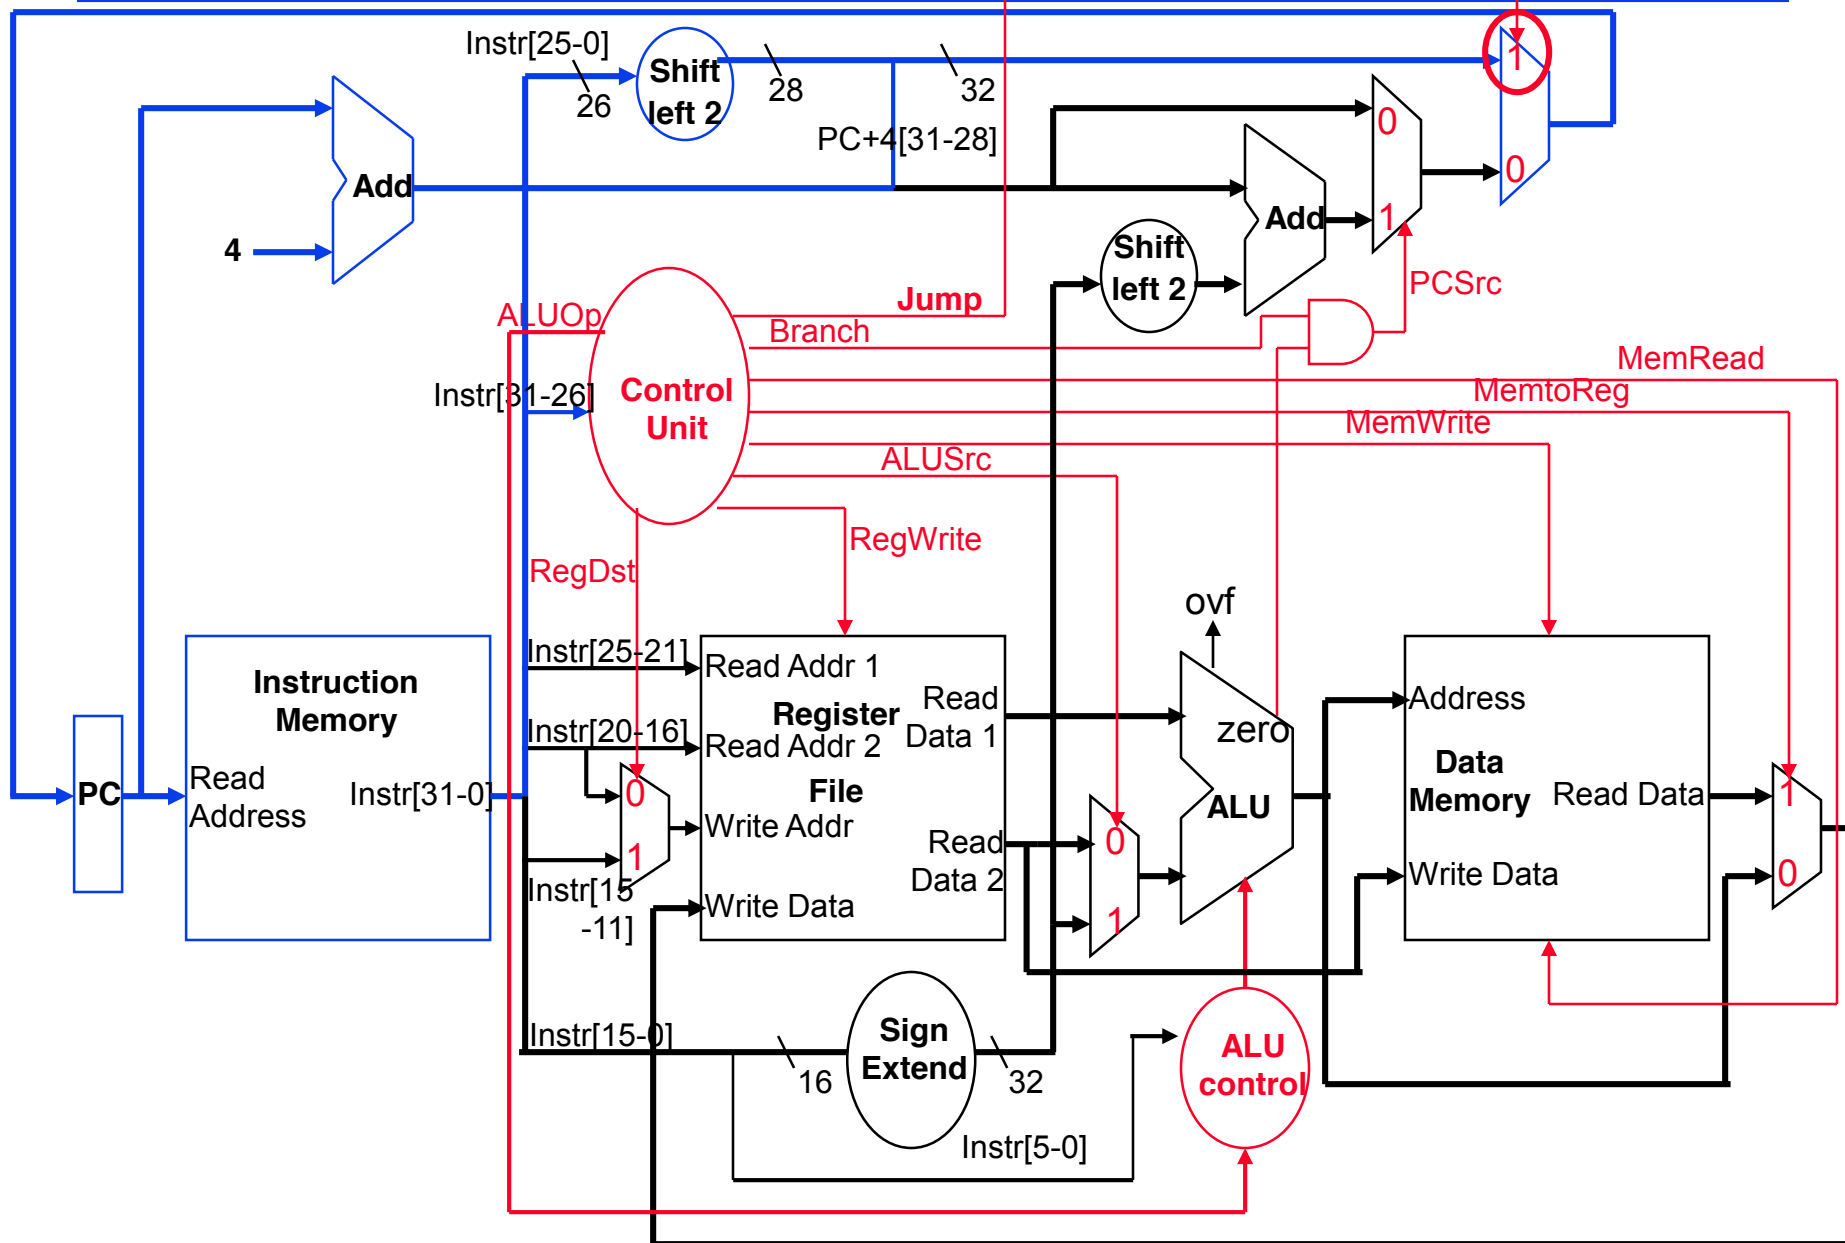 Instr[25-0]
Shift
left 2
26
28
32
1
PC+4[31-28]
0
Add
4
0
1
Add
Shift
left 2
PCSrc
ALUOp
Jump
Branch
MemRead
Instr[31-26]
Control
Unit
MemtoReg
MemWrite
ALUSrc
RegWrite
RegDst
ovf
Instr[25-21]
Read Addr 1
Instruction
Memory
Register
Read
Data 1
Instr[20-16]
Read Addr 2
zero
Address
PC
Read
Address
Instr[31-0]
0
File
Data
Memory
Read Data
1
ALU
Write Addr
0
Read
Data 2
1
Instr[15
-11]
Write Data
1
Write Data
0
Instr[15-0]
16
Sign
Extend
32
ALU
control
Instr[5-0]